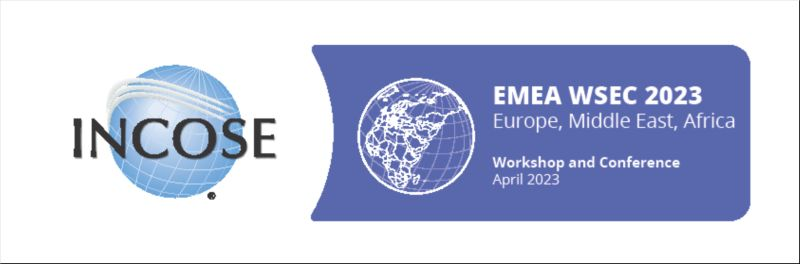 INCOSE
®
EMEA WSEC 2023
Europe, Middle East, Africa
Workshop and Conference
April 2023